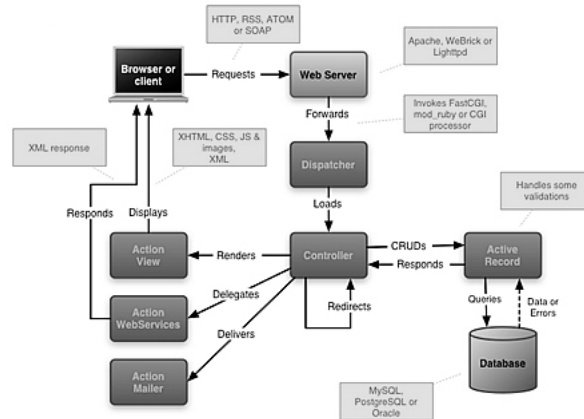 HTTP, RSS, ATOM
or SOAP
Browser or
client
Requests
Web Server
Apache, WeBrick or
Lighttpd
Forwards
Invokes FastCGI,
mod_ruby or CGI
processor
XML response
XHTML, CSS, JS &
images,
XML
Dispatcher
Handles some
validations
Responds
Displays
Loads
Action
View
Renders
Controller
CRUDs
Responds
Active
Record
Delegates
Redirects
Queries
Data or
Errors
Action
WebServices
Delivers
Action
Mailer
Database
MySQL,
PostgreSQL or
Oracle